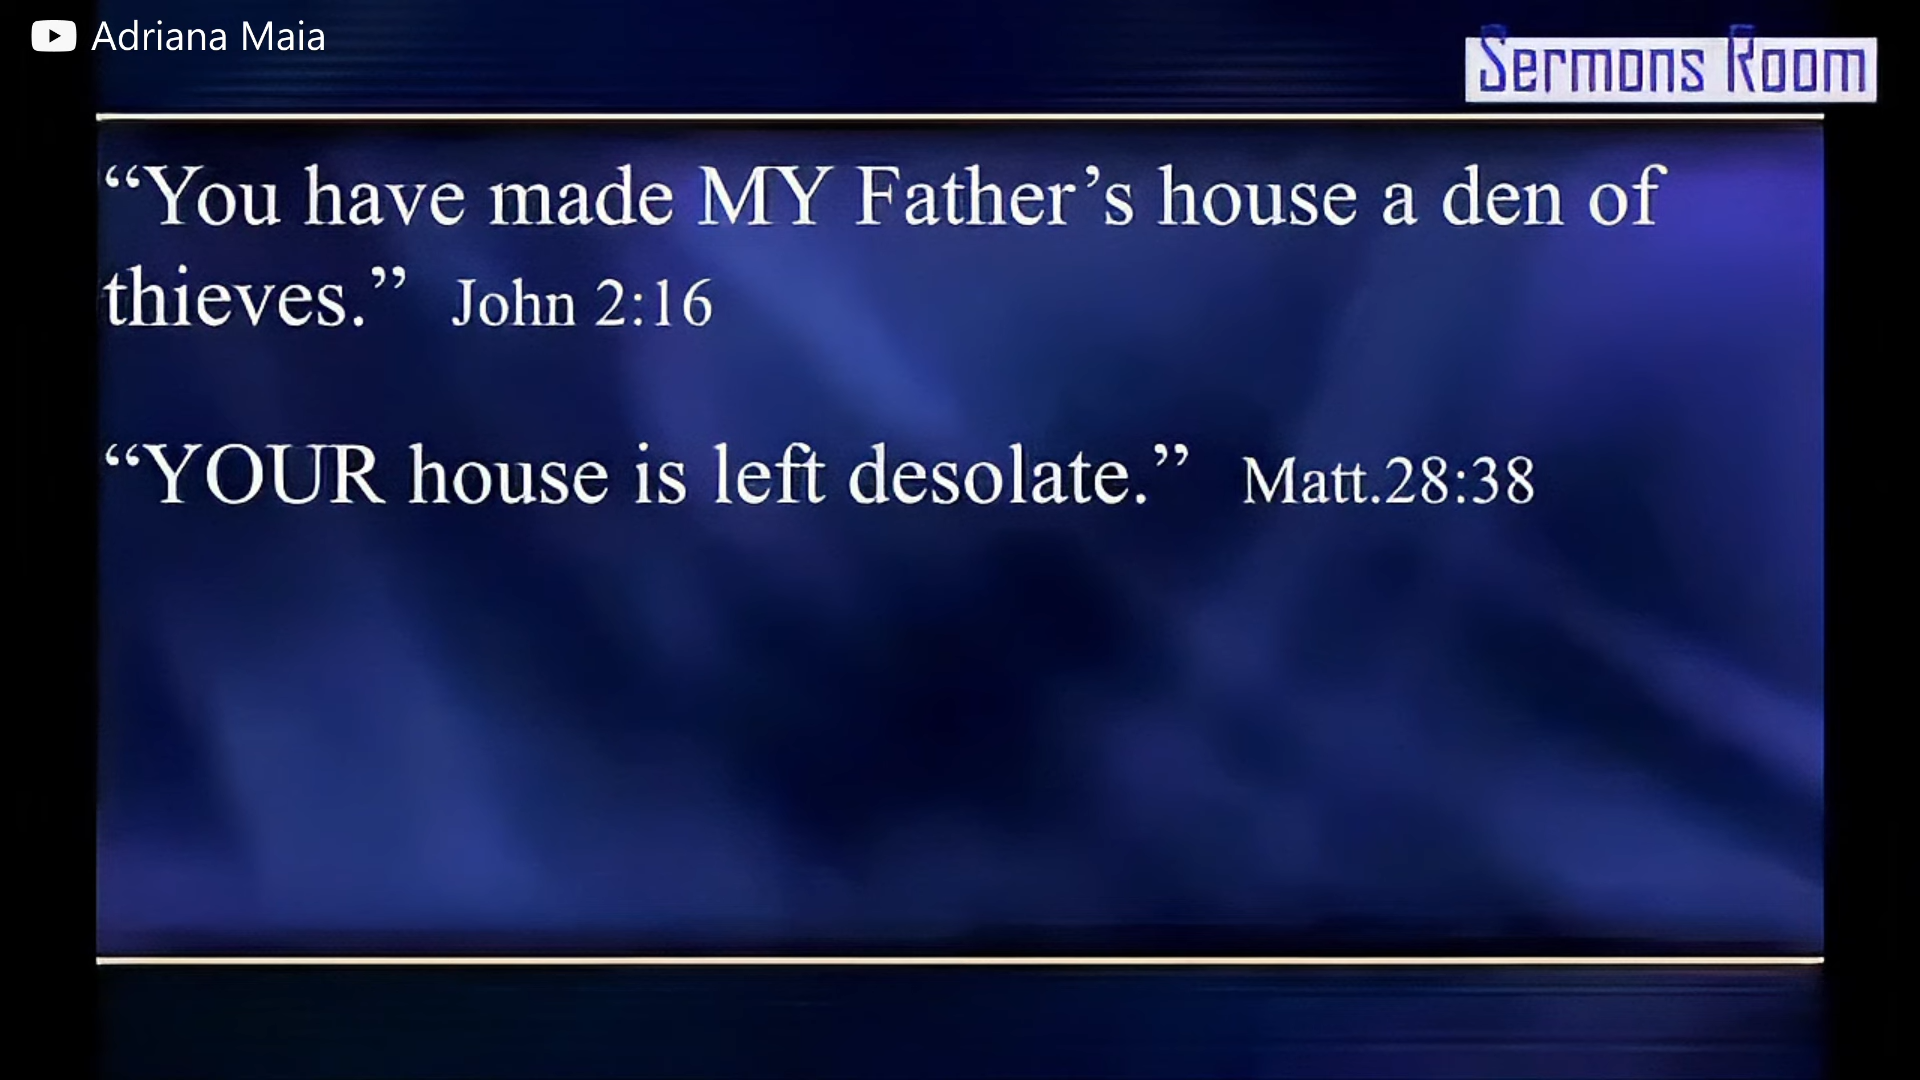 Adriana Maia
Sermons Room
“You have made MY Father’s house a den of
thieves.” John 2:16
“YOUR house is left desolate.” Matt.28:38